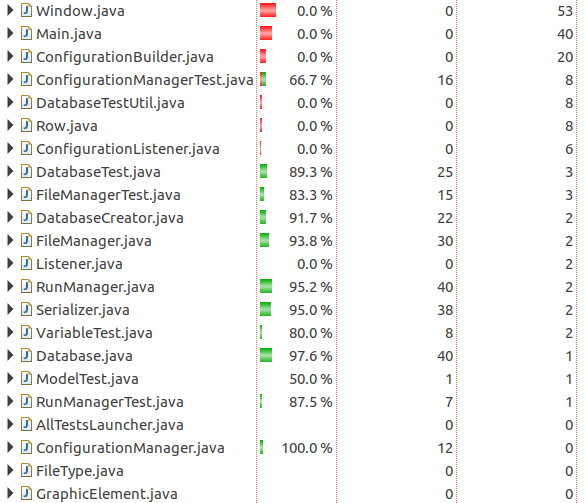 Window.java 0.0 % 0 53
Main.java 0.0 % 0 40
ConfigurationBuilder.java 0.0 % 0 20
ConfigurationManagerTest.java 66.7 % 16 8
DatabaseTestUtil.java 0.0 % 0 8
Row.java 0.0 % 0 8
ConfigurationListener.java 0.0 % 0 6
DatabaseTest.java 89.3 % 25 3
FileManagerTest.java 83.3 % 15 3
DatabaseCreator.java 91.7 % 22 2
FileManager.java 93.8 % 30 2
Listener.java 0.0 % 0 2
RunManager.java 95.2 % 40 2
Serializer.java 95.0 % 38 2
VariableTest.java 80.0 % 8 2
Database.java 97.6 % 40 1
ModelTest.java 50.0 % 1 1
RunManagerTest.java 87.5 % 7 1
AllTestsLauncher.java 0 0
ConfigurationManager.java 100.0 % 12 0
FileType.java 0 0
GraphicElement.java 0 0